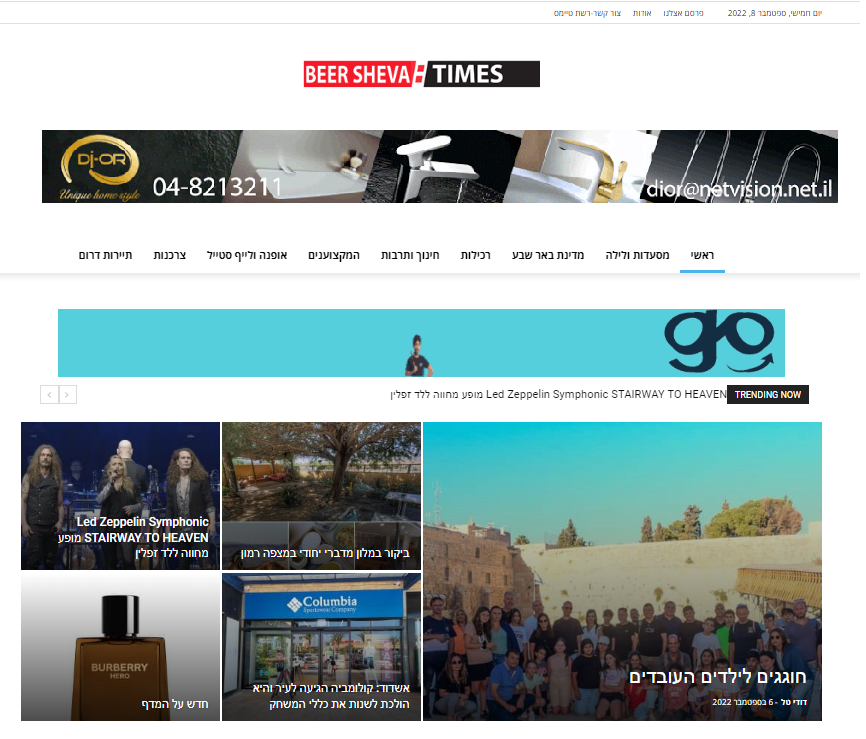 יום חמישי, ספטמבר 8, 2022 פרסם אצלנו אודות צור קשר-רשת טיימס
BEER SHEVA TIMES
Dj-OR
Unique home style
04-8213211
dior@netvision.net.il
ראשי מסעדות ולילה מדינת באר שבע רכילות חינוך ותרבות המקצוענים אופנה ולייף סטייל צרכנות תיירות דרום
go
TRENDING NOW
Led Zeppelin Symphonic STAIRWAY TO HEAVEN מופע מחווה ללד זפלין
חוגגים לילדים העובדים
דודי טל - 6 בספטמבר 2022
ביקור במלון מדברי יחודי במצפה רמון
Led Zeppelin Symphonic
STAIRWAY TO HEAVEN מופע
מחווה ללד זפלין
Columbia
Sportswear Company
אשדוד: קולומביה הגיעה לעיר והיא
הולכת לשנות את כללי המשחק
BURBERRY
HERO
חדש על המדף